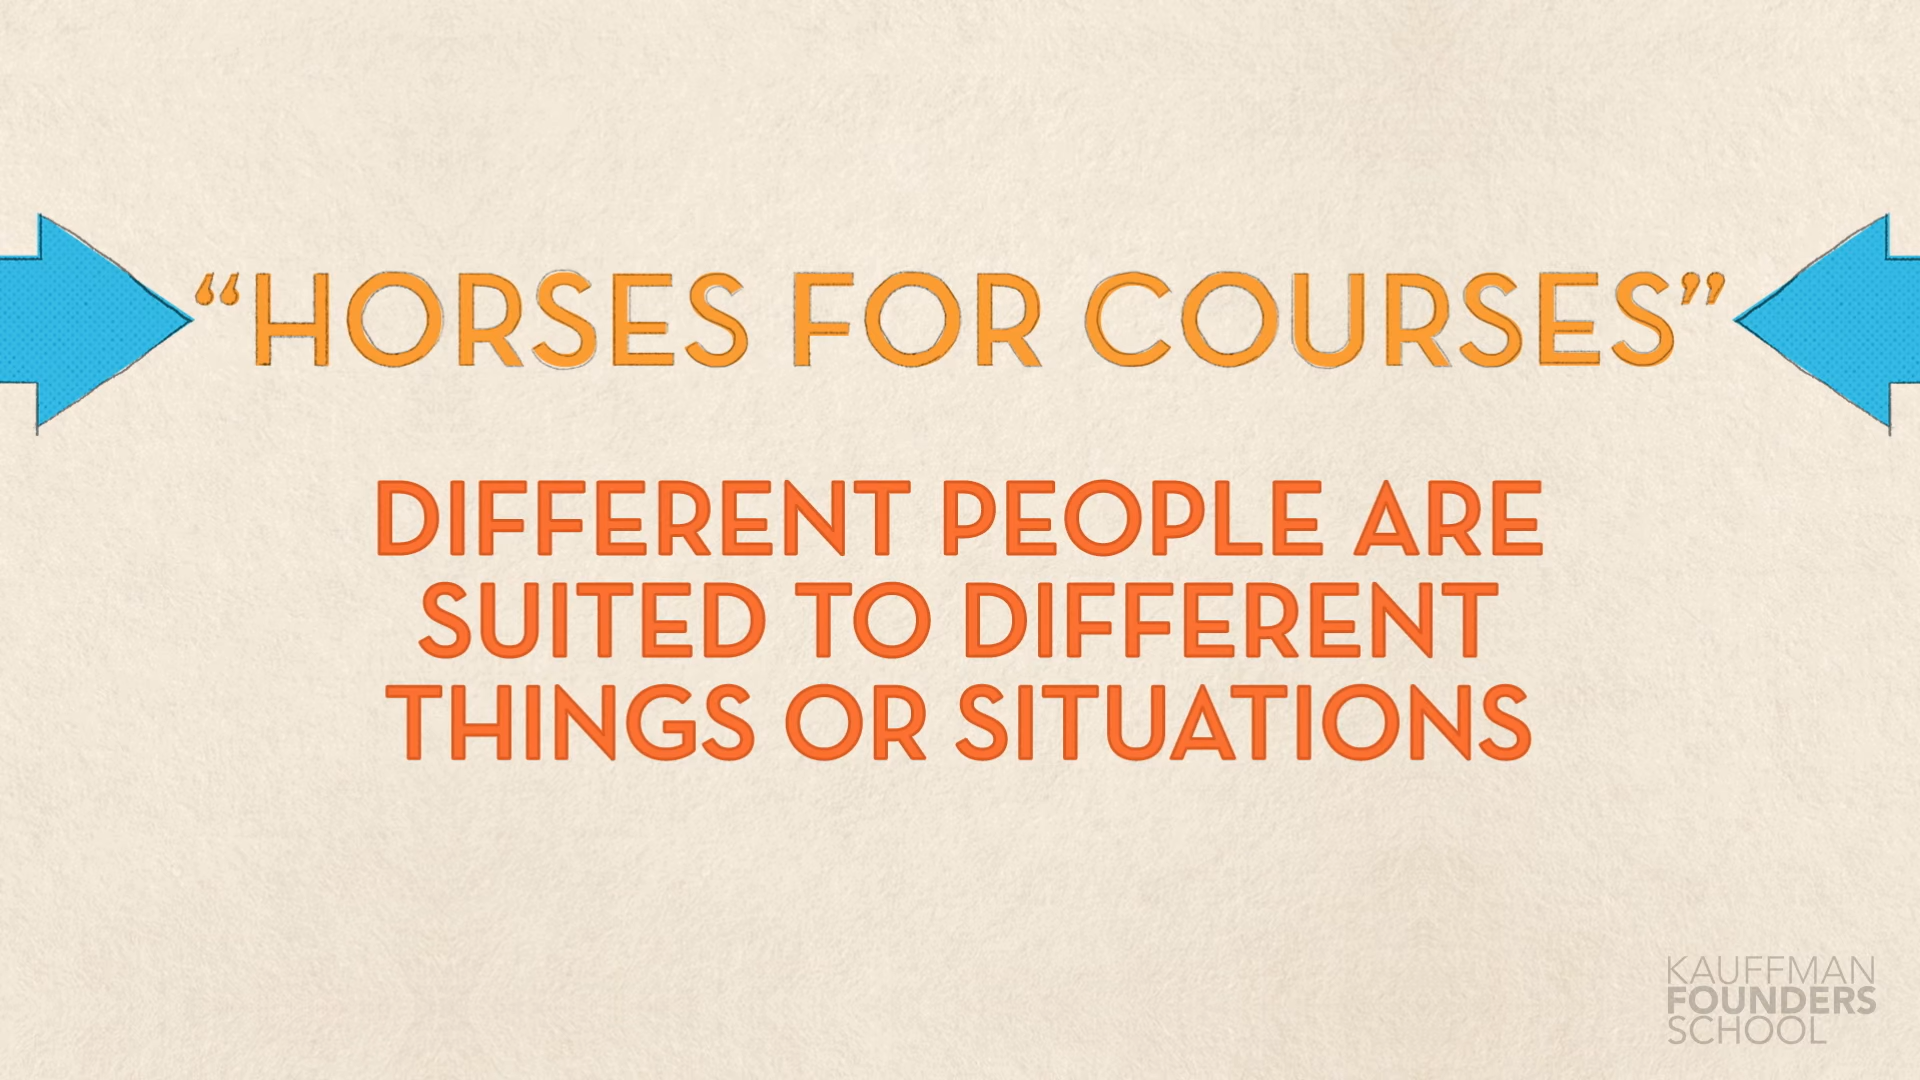 “HORSES FOR COURSES”
DIFFERENT PEOPLE ARE
SUITED TO DIFFERENT
THINGS OR SITUATIONS
KAUFFMAN
FOUNDERS
SCHOOL